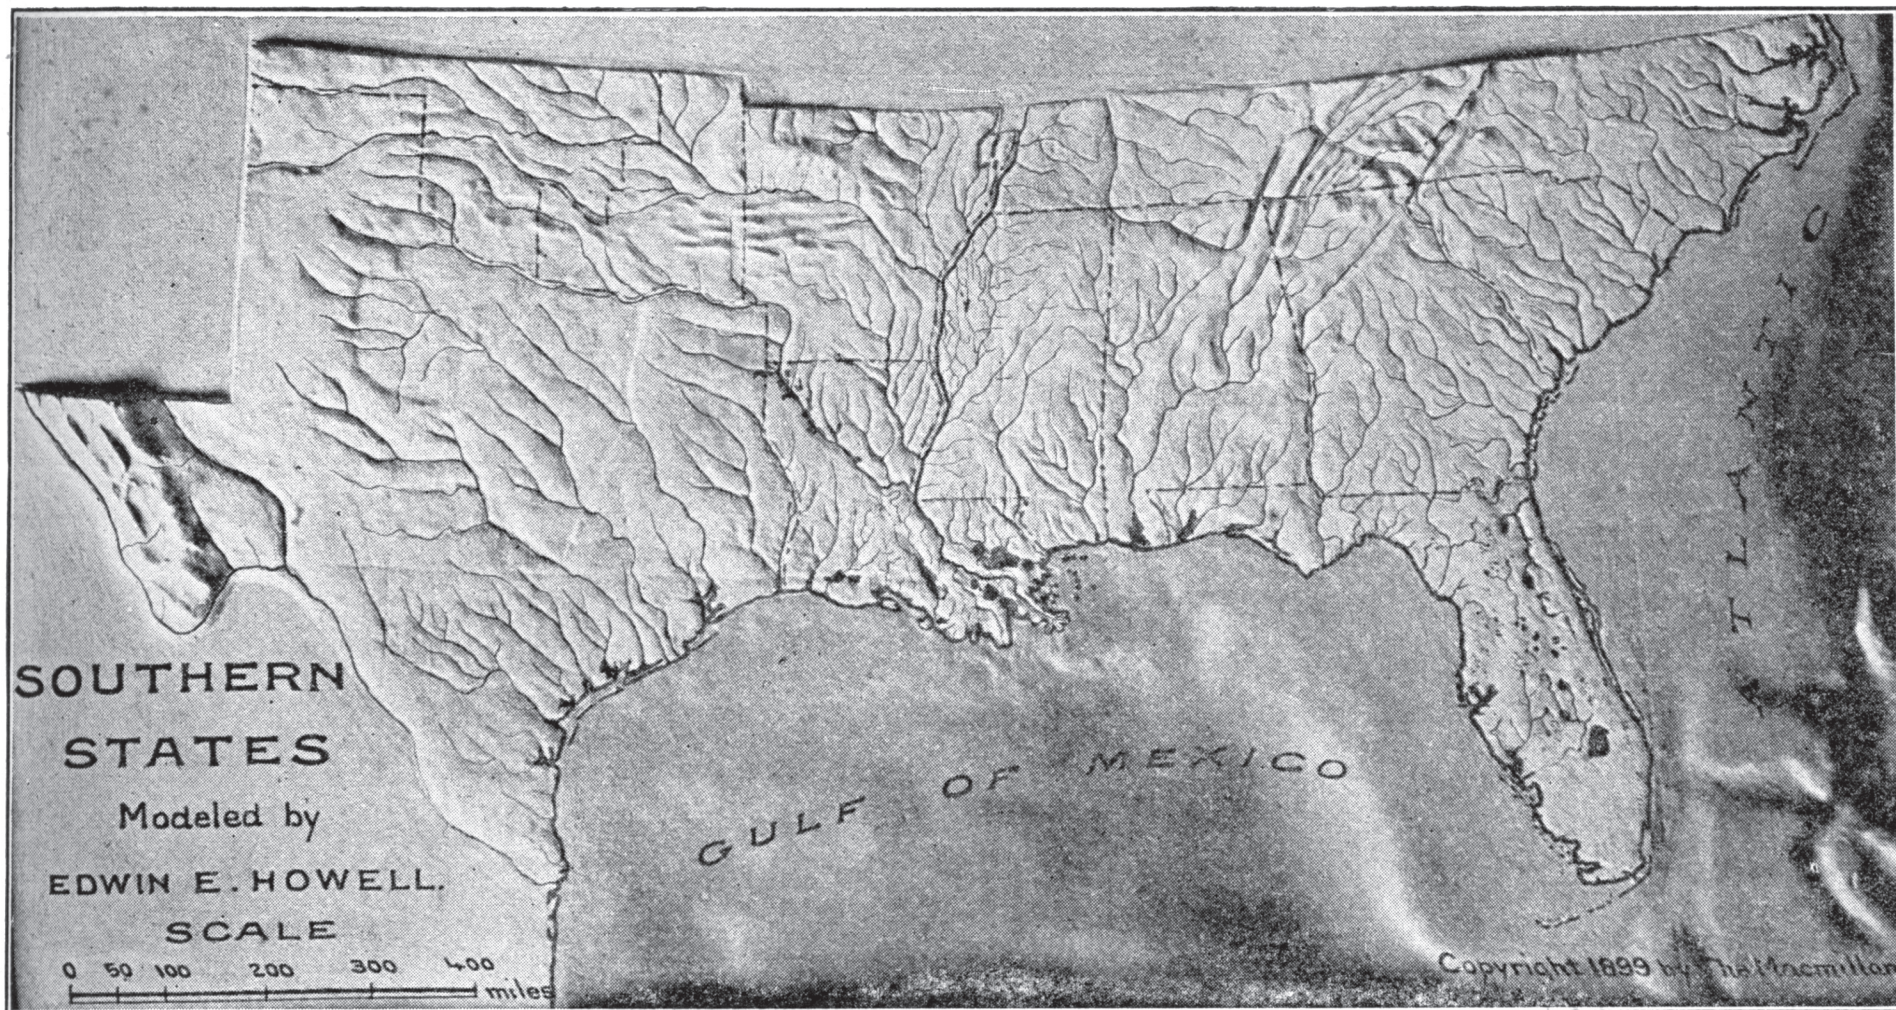 SOUTHERN
STATES
Modeled by
EDWIN E. HOWELL.
SCALE
0 50 100 200 300 400
miles
GULF OF MEXICO
ATLANTIC
Copyright 1899 by The Macmillan